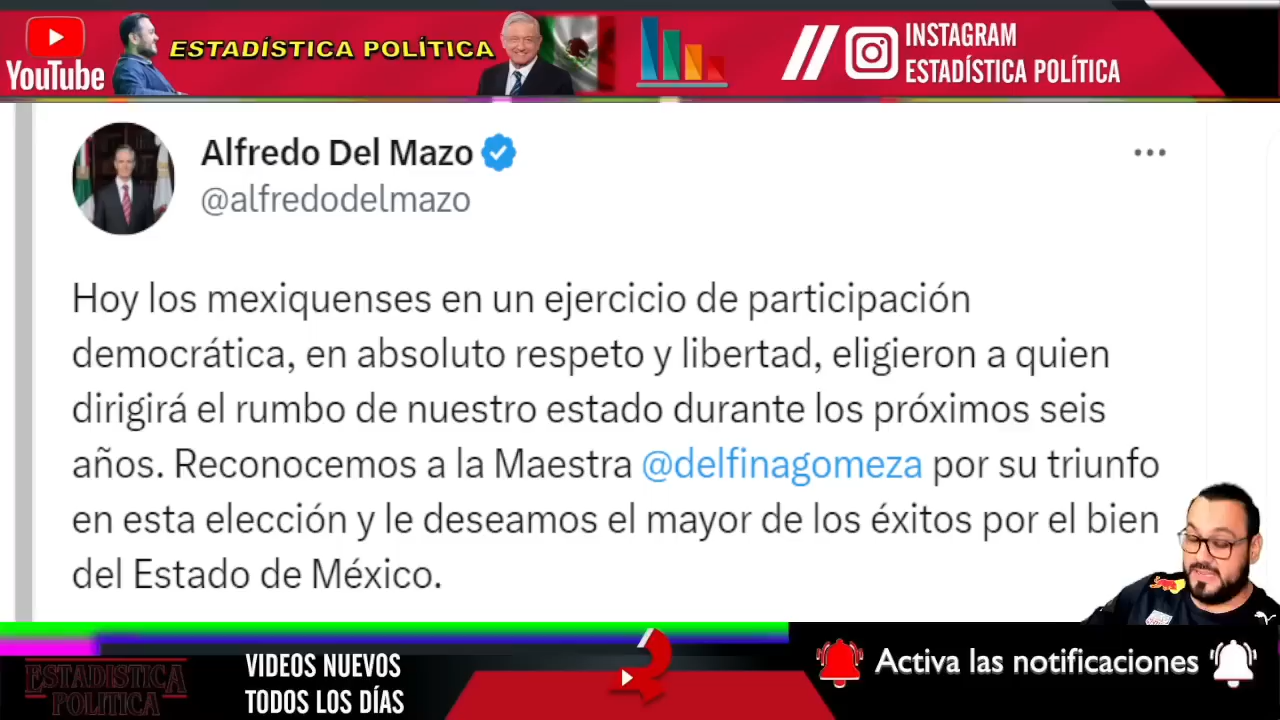 YouTube
ESTADÍSTICA POLÍTICA
INSTAGRAM
ESTADÍSTICA POLÍTICA
Alfredo Del Mazo
@alfredodelmazo
Hoy los mexiquenses en un ejercicio de participación
democrática, en absoluto respeto y libertad, eligieron a quien
dirigirá el rumbo de nuestro estado durante los próximos seis
años. Reconocemos a la Maestra @delfinagomeza por su triunfo
en esta elección y le deseamos el mayor de los éxitos por el bien
del Estado de México.
ESTADISTICA
POLITICA
VIDEOS NUEVOS
TODOS LOS DÍAS
Activa las notificaciones